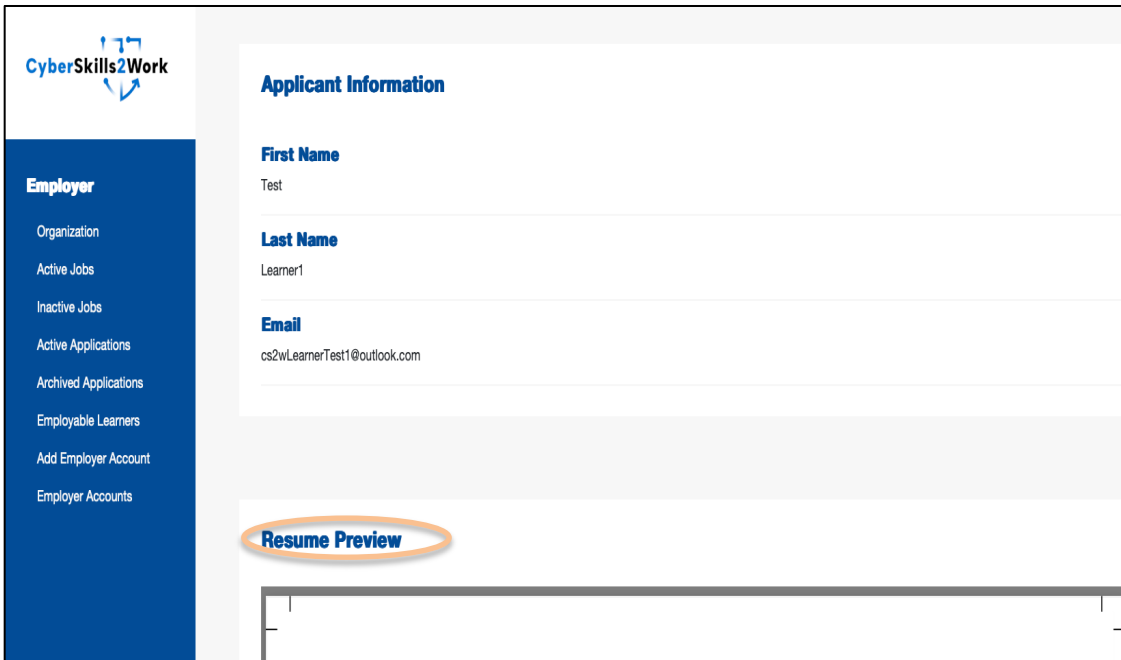 CyberSkills2Work
Employer
Organization
Active Jobs
Inactive Jobs
Active Applications
Archived Applications
Employable Learners
Add Employer Account
Employer Accounts
Applicant Information
First Name
Test
Last Name
Learner1
Email
cs2wLearnerTest1@outlook.com
Resume Preview